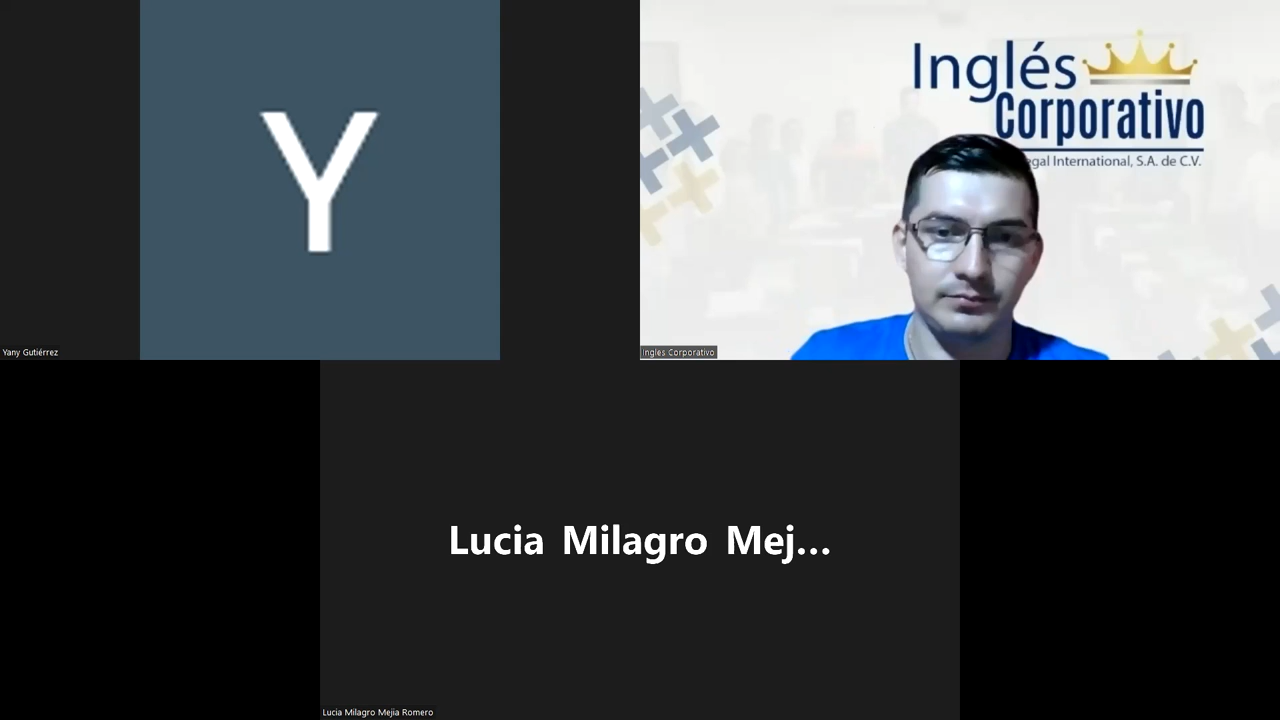 Y
Yany Gutiérrez
Inglés
Corporativo
egal International, S.A. de C.V.
Ingles Corporativo
Lucia Milagro Mej...
Lucia Milagro Mejia Romero